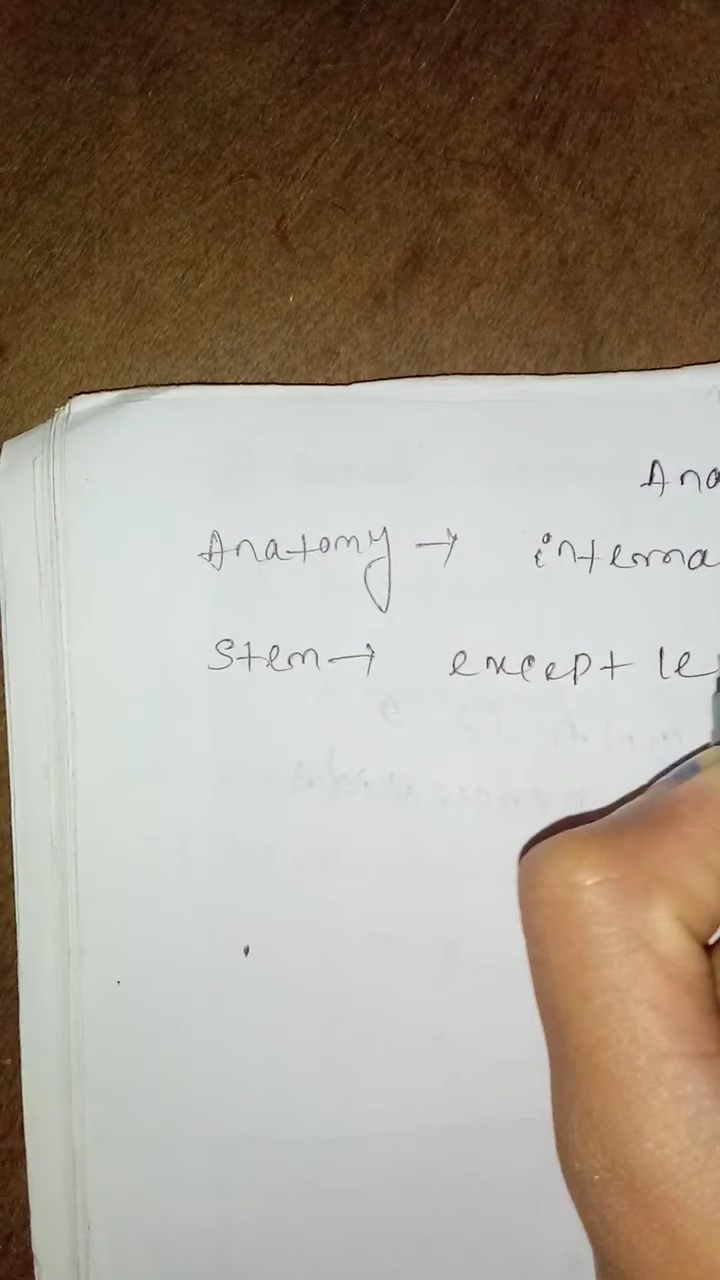 Ana
Anatomy → interna
Stem → except le